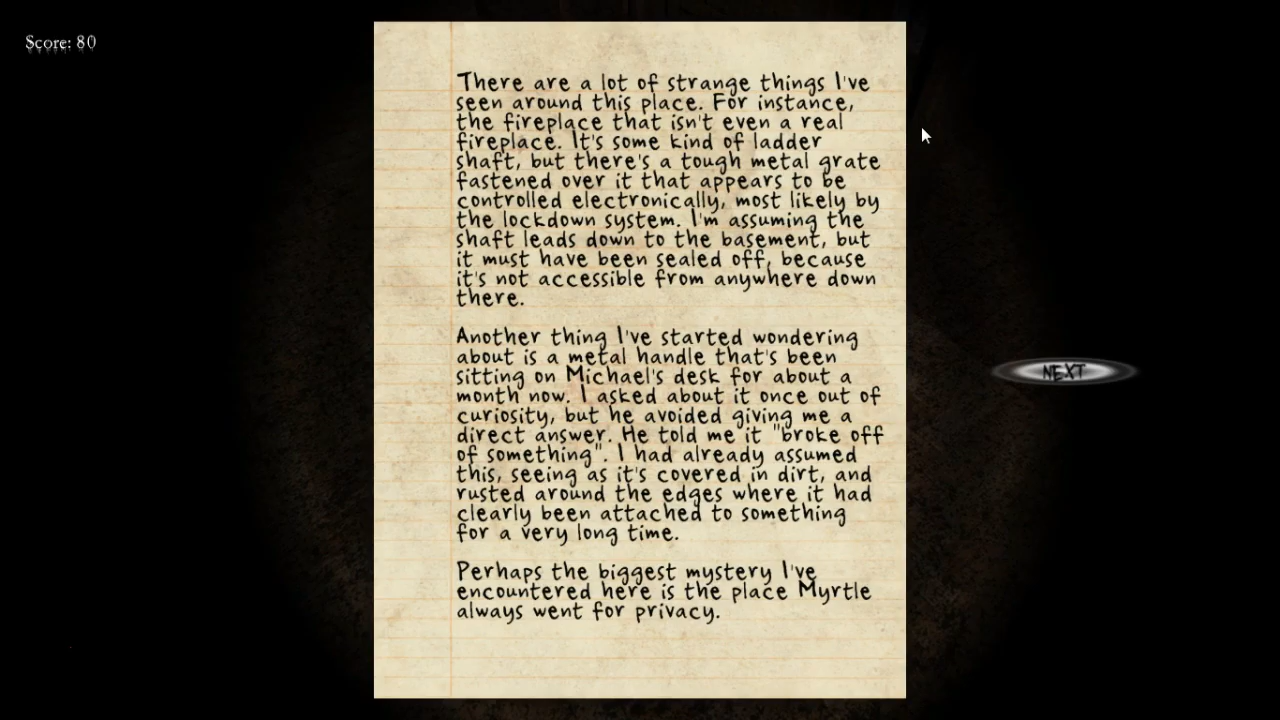 Score: 80
There are a lot of strange things I've
seen around this place. For instance,
the fireplace that isn't even a real
fireplace. It's some kind of ladder
shaft, but there's a tough metal grate
fastened over it that appears to be
controlled electronically, most likely by
the lockdown system. I'm assuming the
shaft leads down to the basement, but
it must have been sealed off, because
it's not accessible from anywhere down
there.
Another thing I've started wondering
about is a metal handle that's been
sitting on Michael's desk for about a
month now. I asked about it once out of
curiosity, but he avoided giving me a
direct answer. He told me it "broke off
of something". I had already assumed
this, seeing as it's covered in dirt, and
rusted around the edges where it had
clearly been attached to something
for a very long time.
Perhaps the biggest mystery I've
encountered here is the place Myrtle
always went for privacy.
NEXT